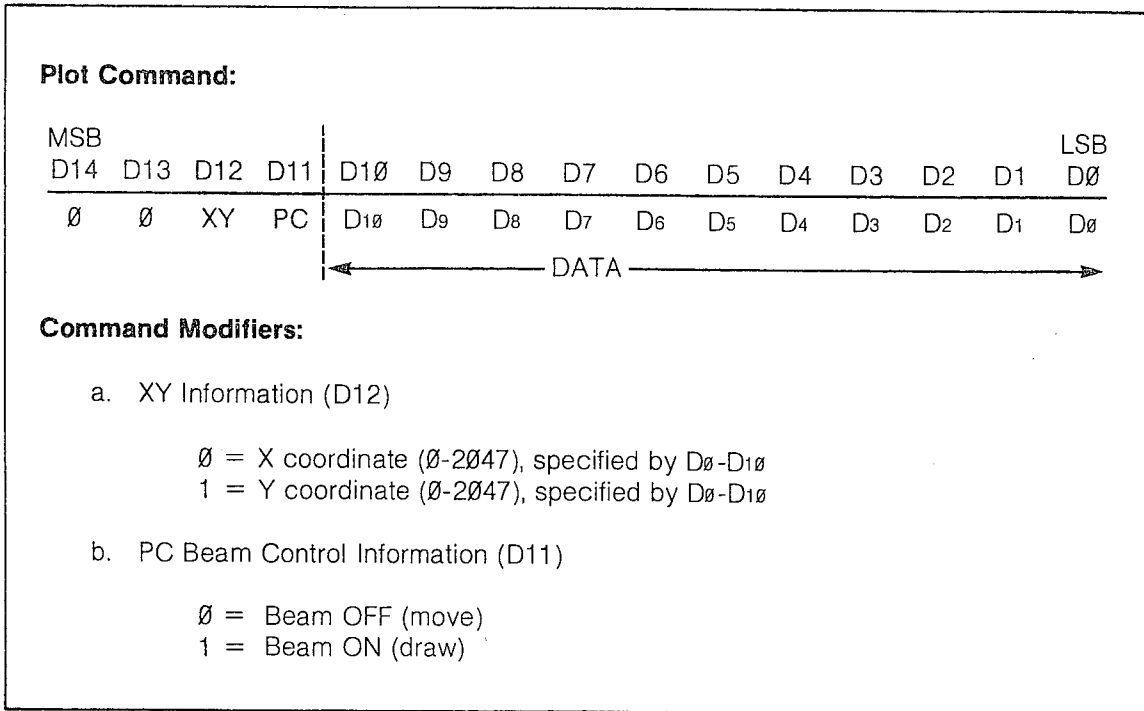 Plot Command:
MSB LSB
D14 D13 D12 D11 D1Ø D9 D8 D7 D6 D5 D4 D3 D2 D1 DØ
Ø Ø XY PC D1Ø D9 D8 D7 D6 D5 D4 D3 D2 D1 DØ
DATA
Command Modifiers:
a. XY Information (D12)
Ø = X coordinate (Ø-2Ø47), specified by DØ-D1Ø
1 = Y coordinate (Ø-2Ø47), specified by DØ-D1Ø
b. PC Beam Control Information (D11)
Ø = Beam OFF (move)
1 = Beam ON (draw)